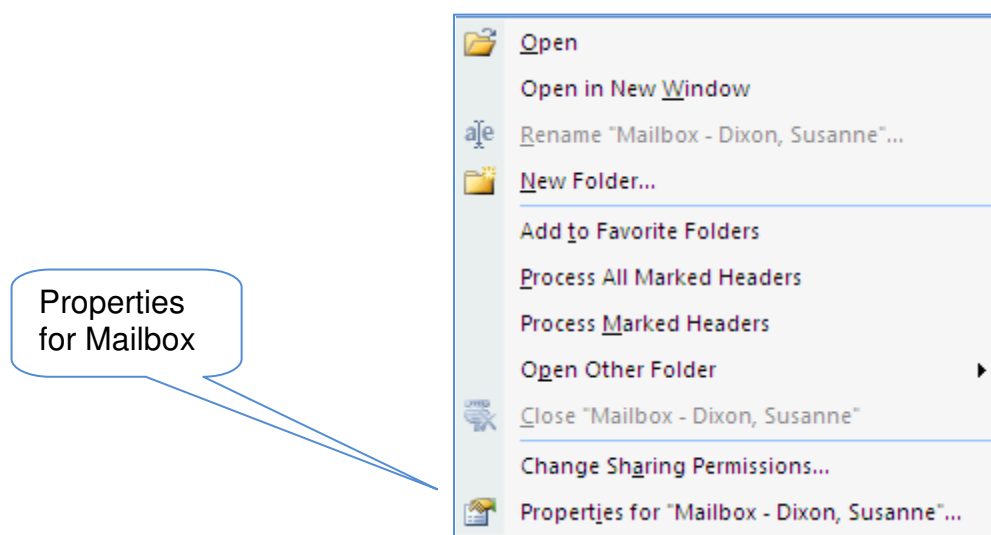 Open
Open in New Window
Rename "Mailbox - Dixon, Susanne"...
New Folder...
Add to Favorite Folders
Process All Marked Headers
Properties
for Mailbox
Process Marked Headers
Open Other Folder
Close "Mailbox - Dixon, Susanne"
Change Sharing Permissions...
Properties for "Mailbox - Dixon, Susanne"...